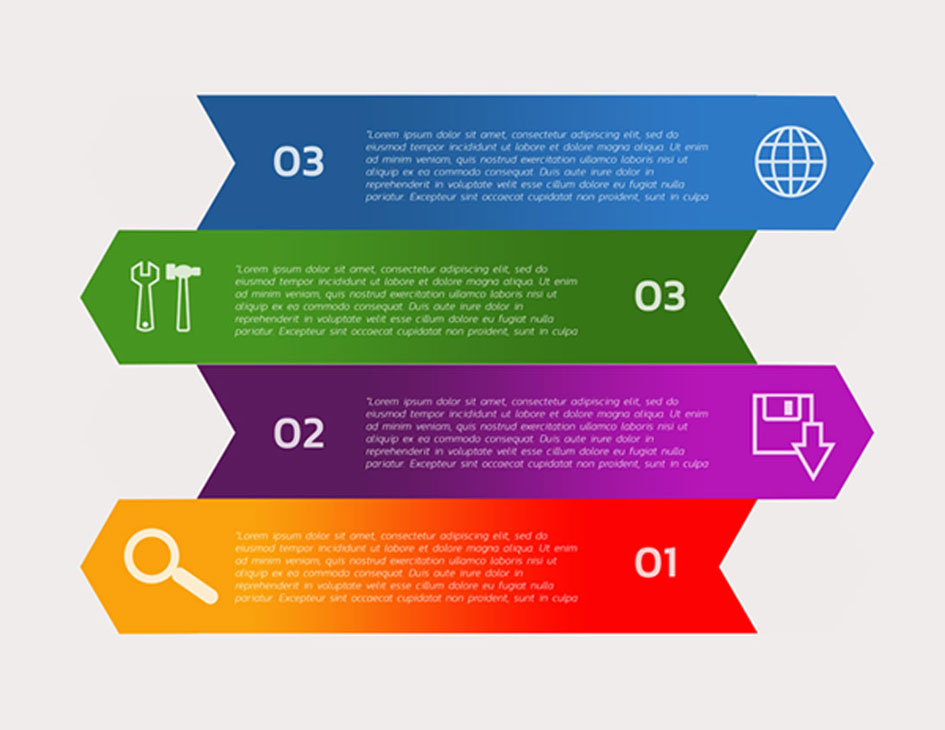 03
"Lorem ipsum dolor sit amet, consectetur adipiscing elit, sed do
eiusmod tempor incididunt ut labore et dolore magna aliqua. Ut enim
ad minim veniam, quis nostrud exercitation ullamco laboris nisi ut
aliquip ex ea commodo consequat. Duis aute irure dolor in
reprehenderit in voluptate velit esse cillum dolore eu fugiat nulla
pariatur. Excepteur sint occaecat cupidatat non proident, sunt in culpa
"Lorem ipsum dolor sit amet, consectetur adipiscing elit, sed do
eiusmod tempor incididunt ut labore et dolore magna aliqua. Ut enim
ad minim veniam, quis nostrud exercitation ullamco laboris nisi ut
aliquip ex ea commodo consequat. Duis aute irure dolor in
reprehenderit in voluptate velit esse cillum dolore eu fugiat nulla
pariatur. Excepteur sint occaecat cupidatat non proident, sunt in culpa
03
02
"Lorem ipsum dolor sit amet, consectetur adipiscing elit, sed do
eiusmod tempor incididunt ut labore et dolore magna aliqua. Ut enim
ad minim veniam, quis nostrud exercitation ullamco laboris nisi ut
aliquip ex ea commodo consequat. Duis aute irure dolor in
reprehenderit in voluptate velit esse cillum dolore eu fugiat nulla
pariatur. Excepteur sint occaecat cupidatat non proident, sunt in culpa
"Lorem ipsum dolor sit amet, consectetur adipiscing elit, sed do
eiusmod tempor incididunt ut labore et dolore magna aliqua. Ut enim
ad minim veniam, quis nostrud exercitation ullamco laboris nisi ut
aliquip ex ea commodo consequat. Duis aute irure dolor in
reprehenderit in voluptate velit esse cillum dolore eu fugiat nulla
pariatur. Excepteur sint occaecat cupidatat non proident, sunt in culpa
01